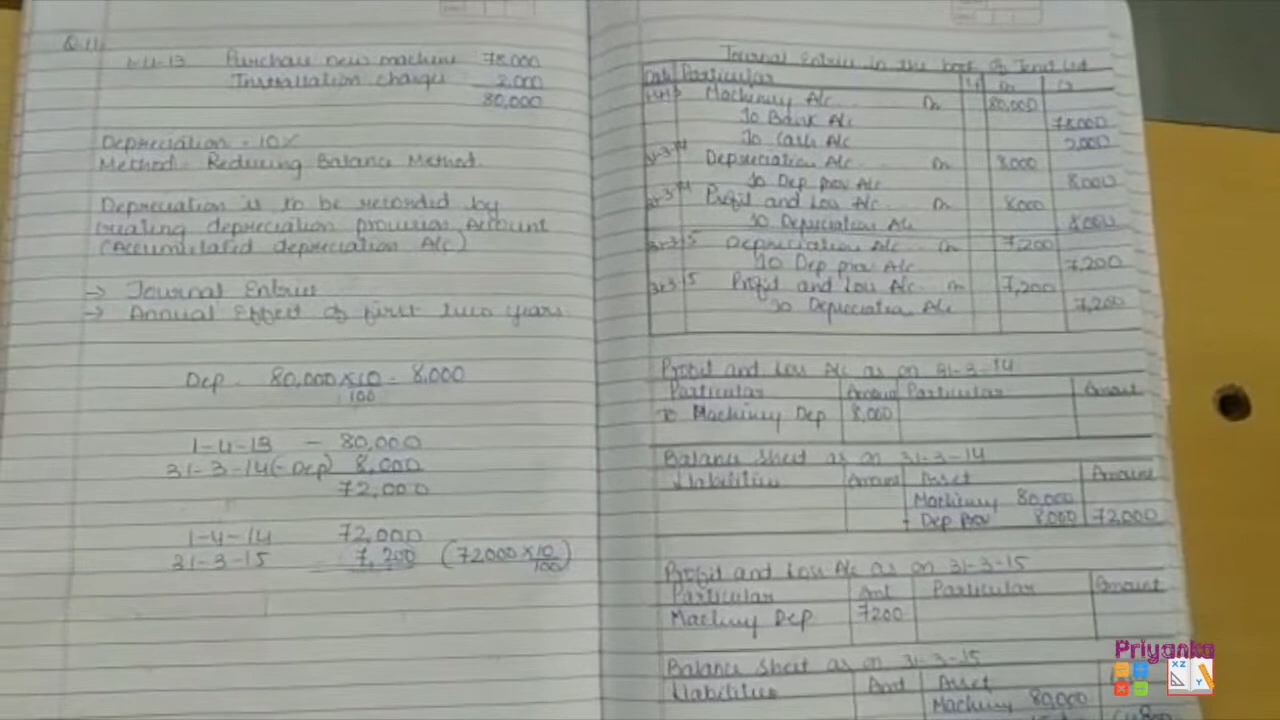 Q.11
1-4-13 Purchase new machine 78,000
Installation charges 2,000
80,000
Depreciation - 10%
Method - Reducing Balance Method
Depreciation is to be recorded by
creating depreciation provision Account
(Accumulated depreciation A/c)
→ Journal Entries
→ Annual Effect of first two years
Dep - 80,000×10/100 - 8,000
1-4-13 - 80,000
31-3-14 (-Dep) 8,000
72,000
1-4-14 72,000
31-3-15 7,200 (72000×10/100)
Journal Entries in the book of
Date Particular Dr Cr
Machinery A/c Dr 80,000
To Bank A/c 78,000
To Cash A/c 2,000
Depreciation A/c Dr 8,000
To Dep prov A/c 8,000
Profit and Loss A/c Dr 8,000
To Depreciation A/c 8,000
Depreciation A/c Dr 7,200
To Dep prov A/c 7,200
Profit and Loss A/c Dr 7,200
To Depreciation A/c 7,200
Profit and Loss A/c as on 31-3-14
Particular Amount Particular Amount
To Machinery Dep 8,000
Balance sheet as on 31-3-14
Liabilities Amount Asset Amount
Machinery 80,000
- Dep Prov 8,000 72,000
Profit and Loss A/c as on 31-3-15
Particular Amt Particular Amount
Machiny Dep 7200
Balance sheet as on 31-3-15
Liabilities Amt Asset
Machinery 80,000
Priyanka